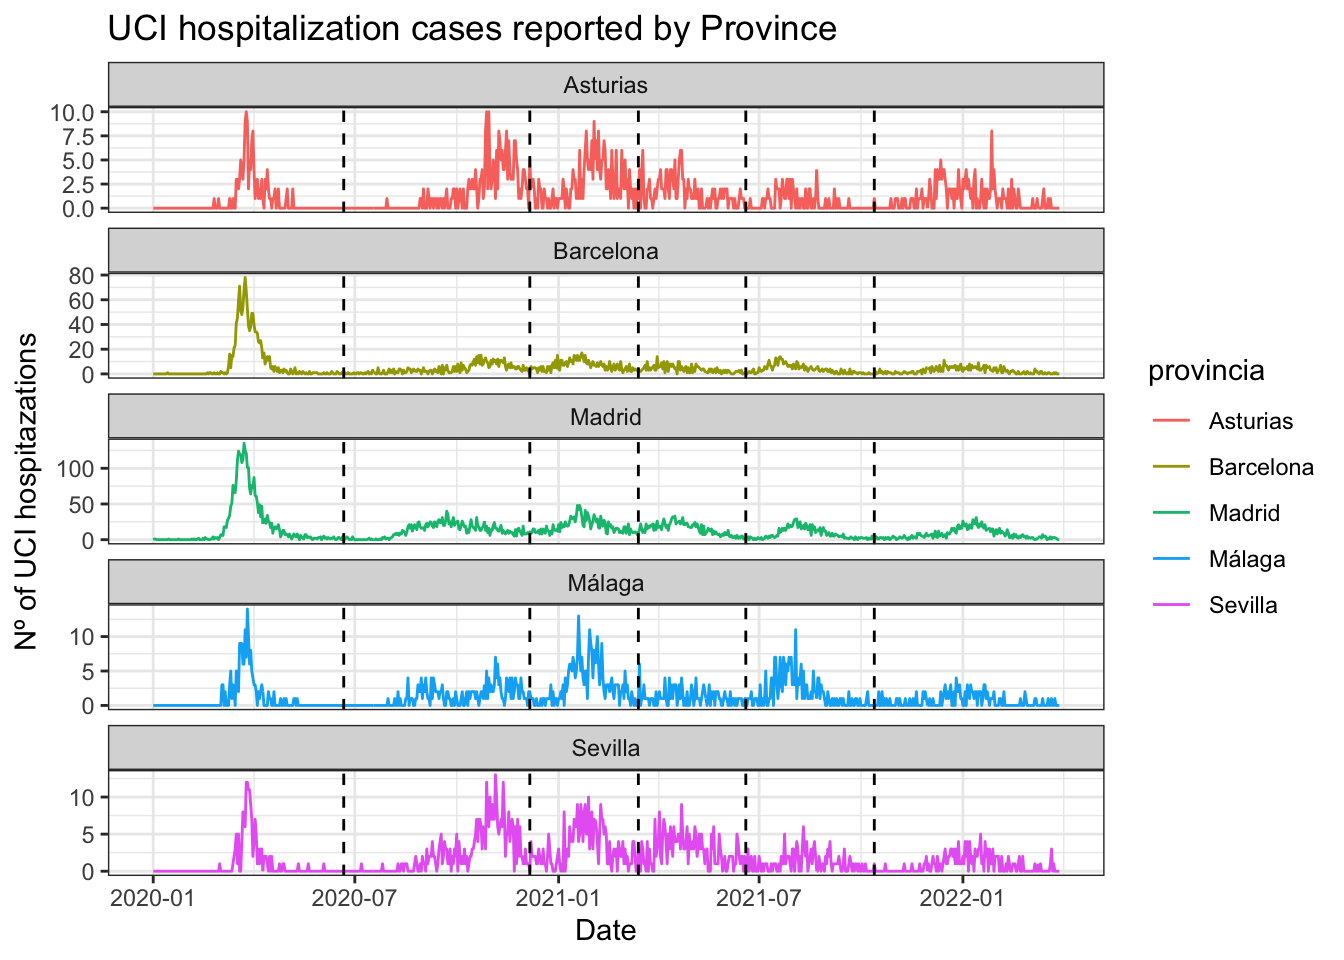 UCI hospitalization cases reported by Province
Asturias
10.0
7.5
5.0
2.5
0.0
Barcelona
80
60
40
20
0
Madrid
100
50
0
Málaga
10
5
0
Sevilla
10
5
0
2020-01 2020-07 2021-01 2021-07 2022-01
Date
Nº of UCI hospitazations
provincia
Asturias
Barcelona
Madrid
Málaga
Sevilla